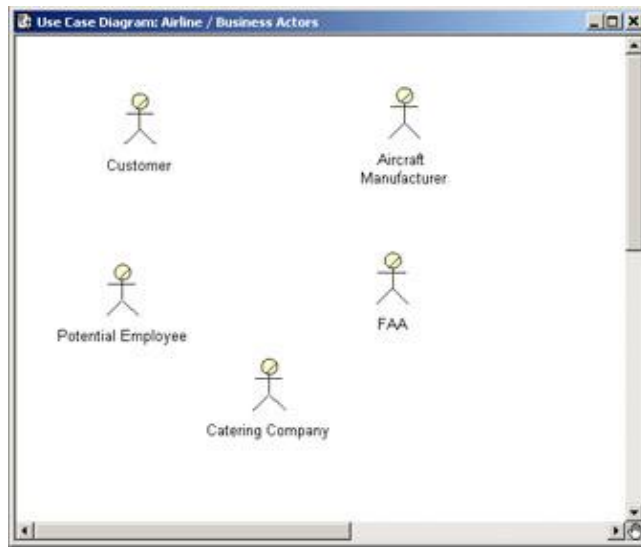 Use Case Diagram: Airline / Business Actors
Customer
Aircraft
Manufacturer
Potential Employee
FAA
Catering Company